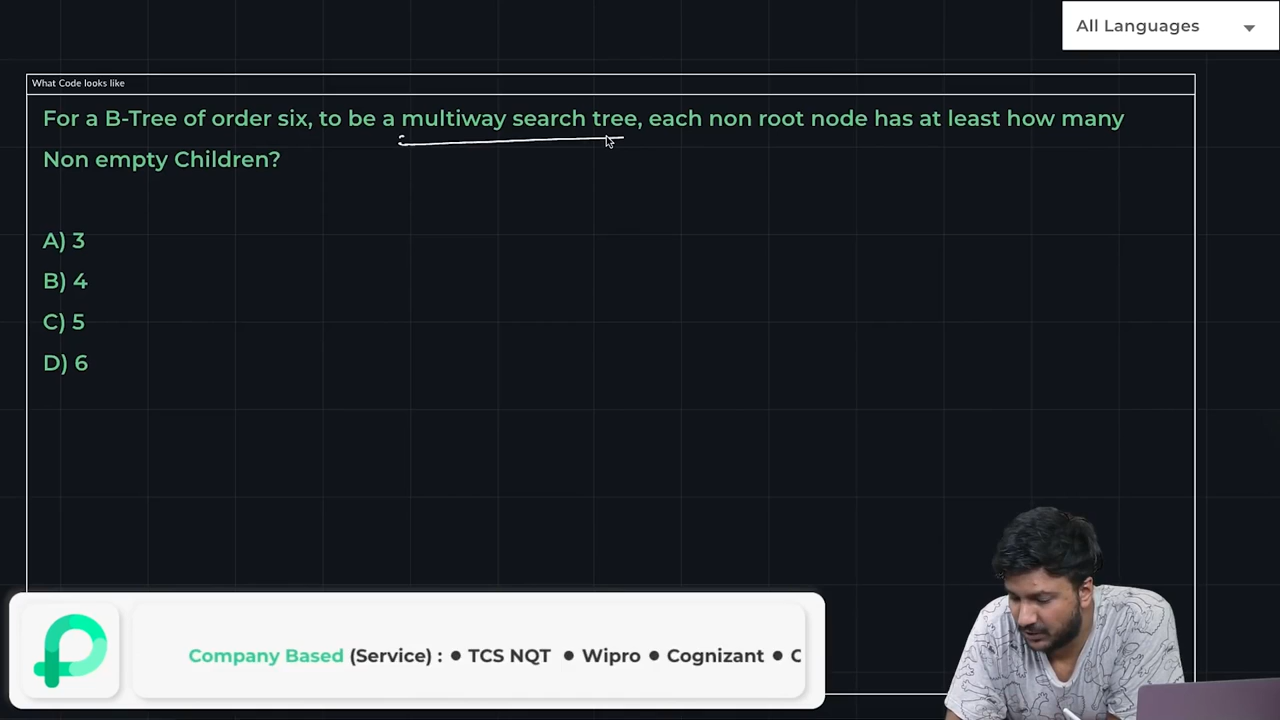 All Languages
What Code looks like
For a B-Tree of order six, to be a multiway search tree, each non root node has at least how many
Non empty Children?
A) 3
B) 4
C) 5
D) 6
Company Based (Service) : ● TCS NQT ● Wipro ● Cognizant ● C